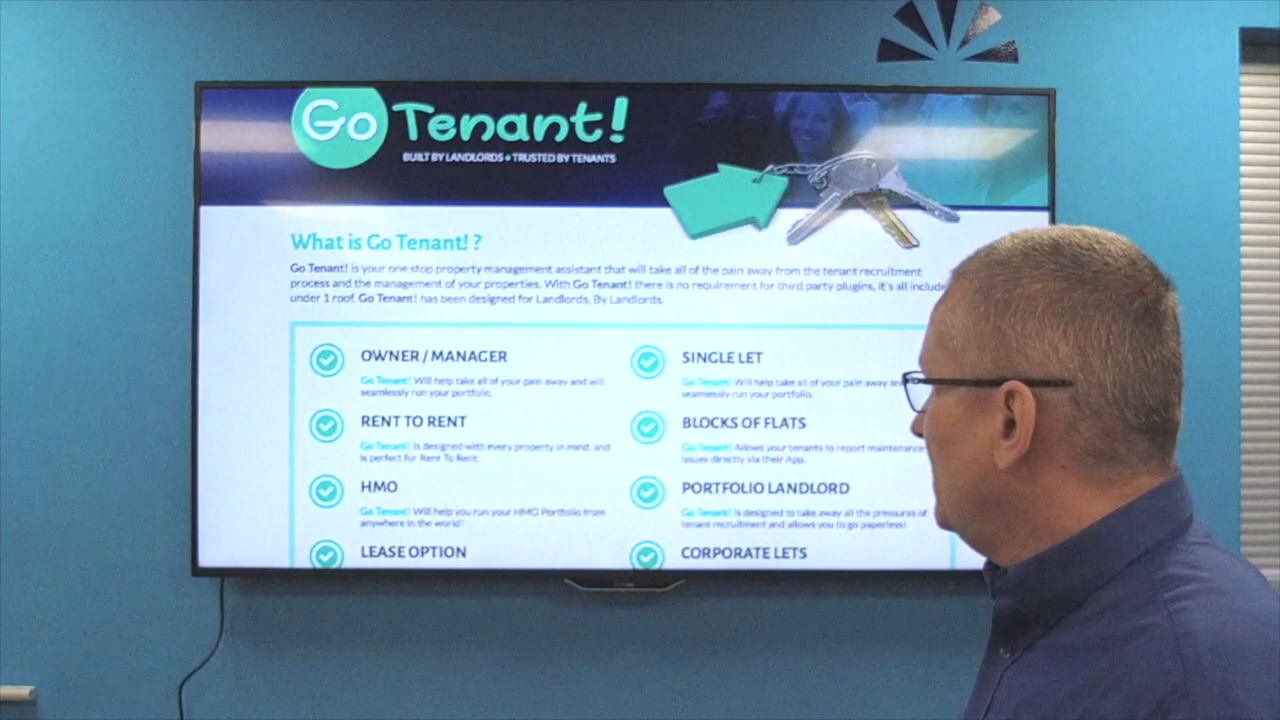 Go Tenant!
BUILT BY LANDLORDS • TRUSTED BY TENANTS
What is Go Tenant! ?
Go Tenant! is your one stop property management assistant that will take all of the pain away from the tenant recruitment
process and the management of your properties. With Go Tenant! there is no requirement for third party plugins, it's all include
under 1 roof. Go Tenant! has been designed for Landlords, By Landlords.
OWNER / MANAGER
Go Tenant! Will help take all of your pain away and will
seamlessly run your portfolio.
SINGLE LET
Go Tenant! Will help take all of your pain away an
seamlessly run your portfolio.
RENT TO RENT
Go Tenant! Is designed with every property in mind, and
is perfect for Rent To Rent.
BLOCKS OF FLATS
Go Tenant! Allows your tenants to report maintenance
issues directly via their App.
HMO
Go Tenant! Will help you run your HMO Portfolio from
anywhere in the world!
PORTFOLIO LANDLORD
Go Tenant! Is designed to take away all the pressures of
tenant recruitment and allows you to go paperless!
LEASE OPTION
CORPORATE LETS